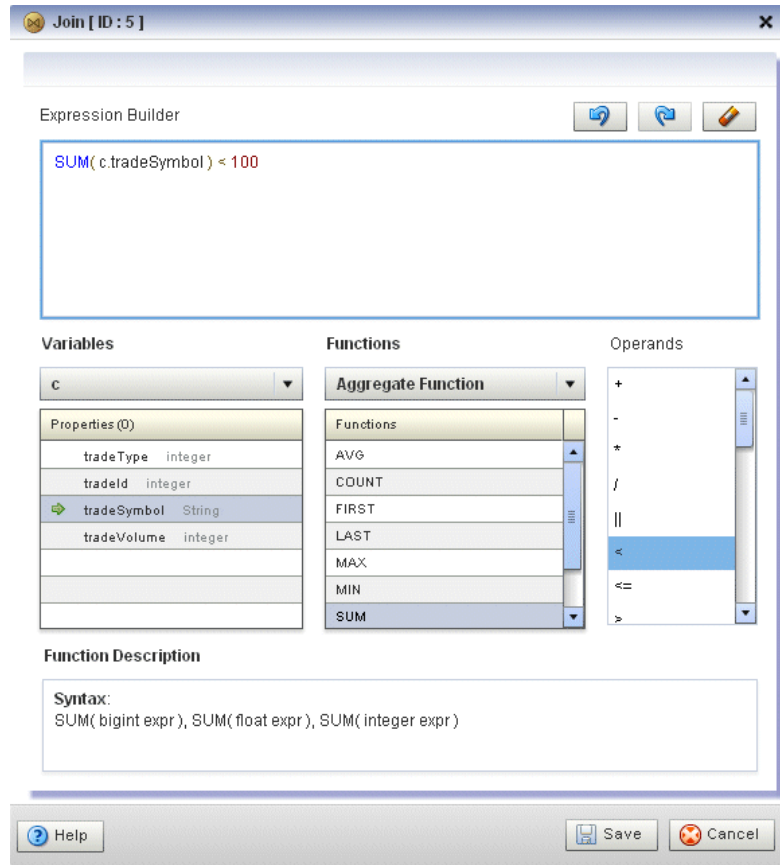 Join [ ID : 5 ]
Expression Builder
SUM( c.tradeSymbol ) < 100
Variables
Functions
Operands
c
Aggregate Function
Properties (0)
tradeType integer
tradeId integer
tradeSymbol String
tradeVolume integer
Functions
AVG
COUNT
FIRST
LAST
MAX
MIN
SUM
+
-
*
/
||
<
<=
>
Function Description
Syntax:
SUM( bigint expr ), SUM( float expr ), SUM( integer expr )
Help
Save
Cancel